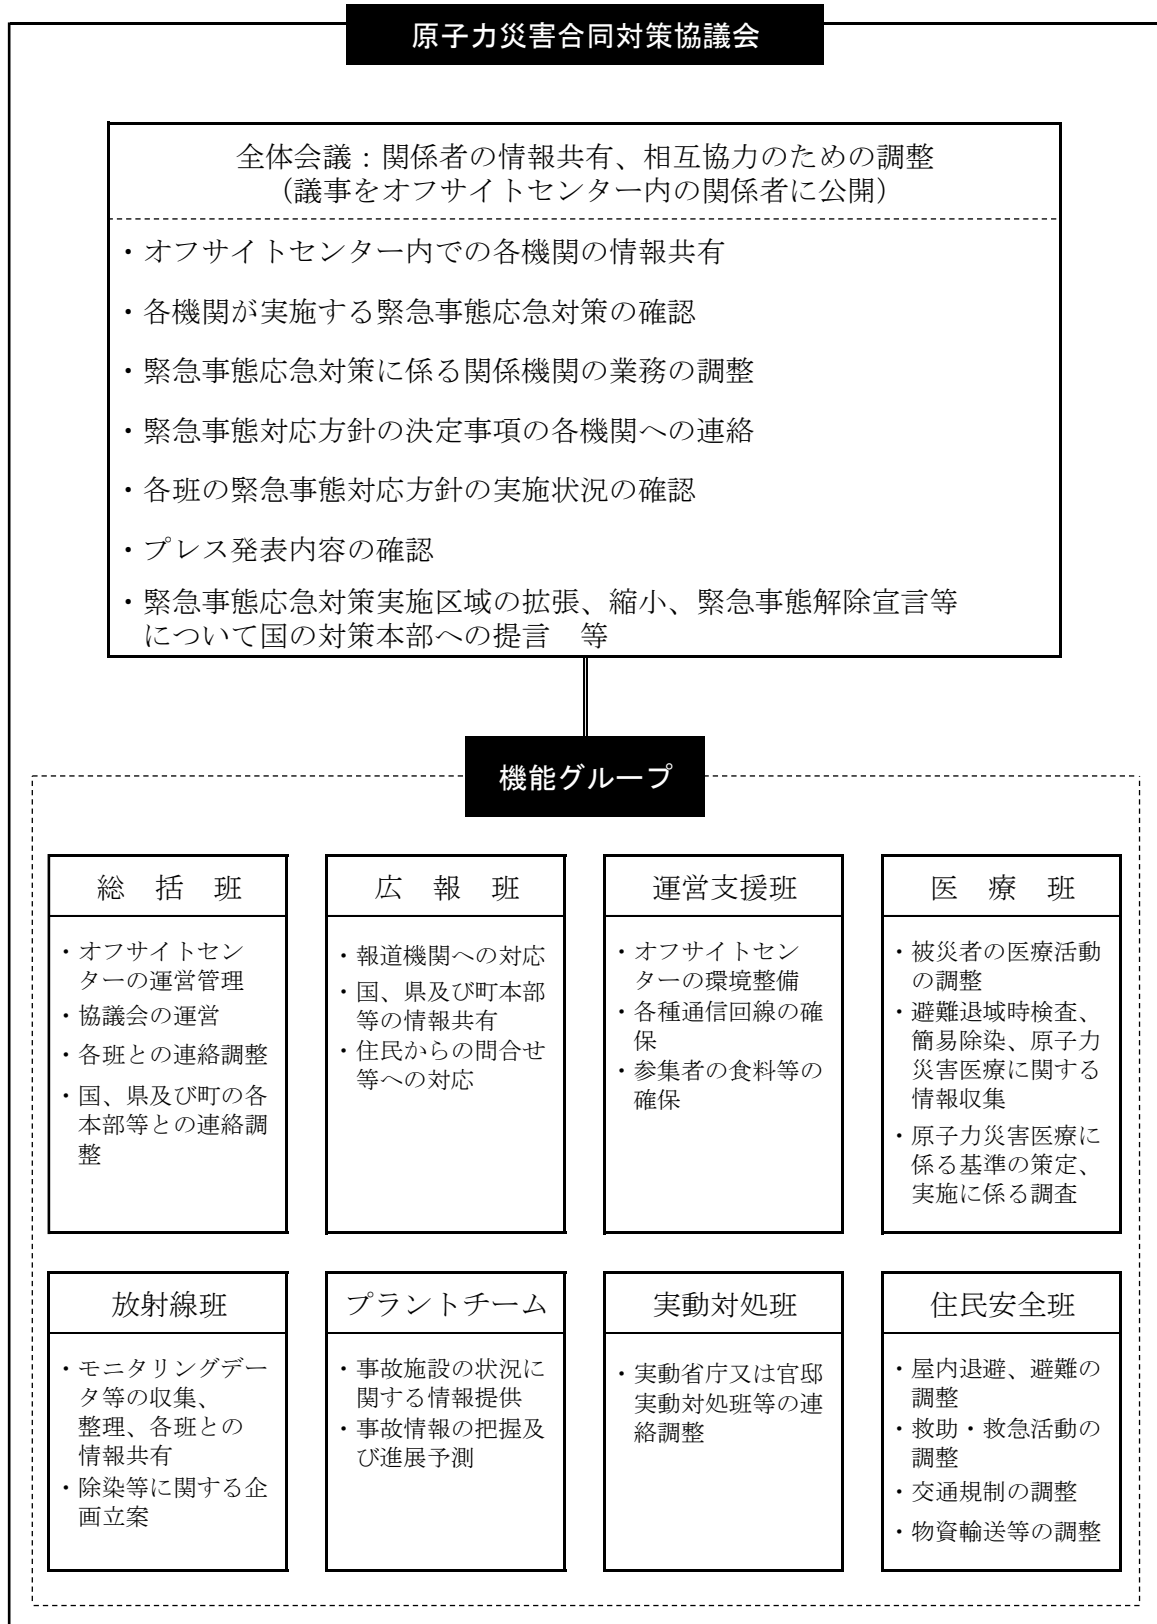 原子力災害合同対策協議会
全体会議：関係者の情報共有、相互協力のための調整
（議事をオフサイトセンター内の関係者に公開）
・オフサイトセンター内での各機関の情報共有
・各機関が実施する緊急事態応急対策の確認
・緊急事態応急対策に係る関係機関の業務の調整
・緊急事態対応方針の決定事項の各機関への連絡
・各班の緊急事態対応方針の実施状況の確認
・プレス発表内容の確認
・緊急事態応急対策実施区域の拡張、縮小、緊急事態解除宣言等
について国の対策本部への提言　等
機能グループ
総　括　班
・オフサイトセン
ターの運営管理
・協議会の運営
・各班との連絡調整
・国、県及び町の各
本部等との連絡調
整
広　報　班
・報道機関への対応
・国、県及び町本部
等の情報共有
・住民からの問合せ
等への対応
運営支援班
・オフサイトセン
ターの環境整備
・各種通信回線の確
保
・参集者の食料等の
確保
医　療　班
・被災者の医療活動
の調整
・避難退域時検査、
簡易除染、原子力
災害医療に関する
情報収集
・原子力災害医療に
係る基準の策定、
実施に係る調査
放射線班
・モニタリングデー
タ等の収集、
整理、各班との
情報共有
・除染等に関する企
画立案
プラントチーム
・事故施設の状況に
関する情報提供
・事故情報の把握及
び進展予測
実動対処班
・実動省庁又は官邸
実動対処班等の連
絡調整
住民安全班
・屋内退避、避難の
調整
・救助・救急活動の
調整
・交通規制の調整
・物資輸送等の調整